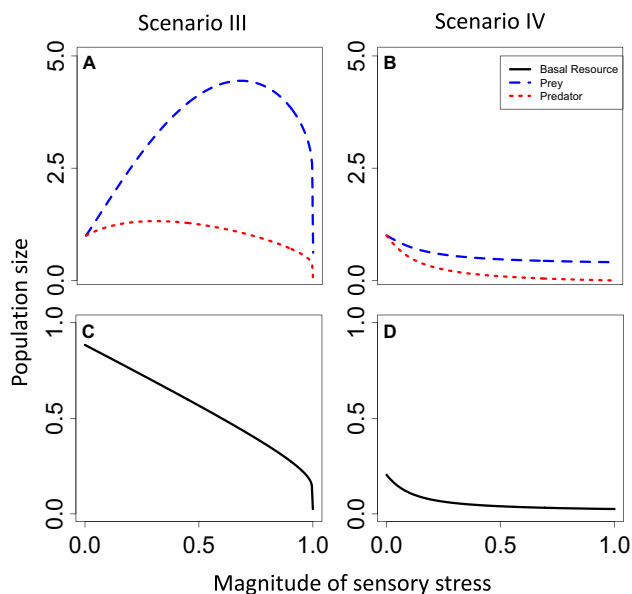 Scenario III
Scenario IV
A
B
Basal Resource
Prey
Predator
5.0
2.5
0.0
5.0
2.5
0.0
Population size
C
D
1.0
0.5
0.0
1.0
0.5
0.0
0.0
0.5
1.0
0.0
0.5
1.0
Magnitude of sensory stress